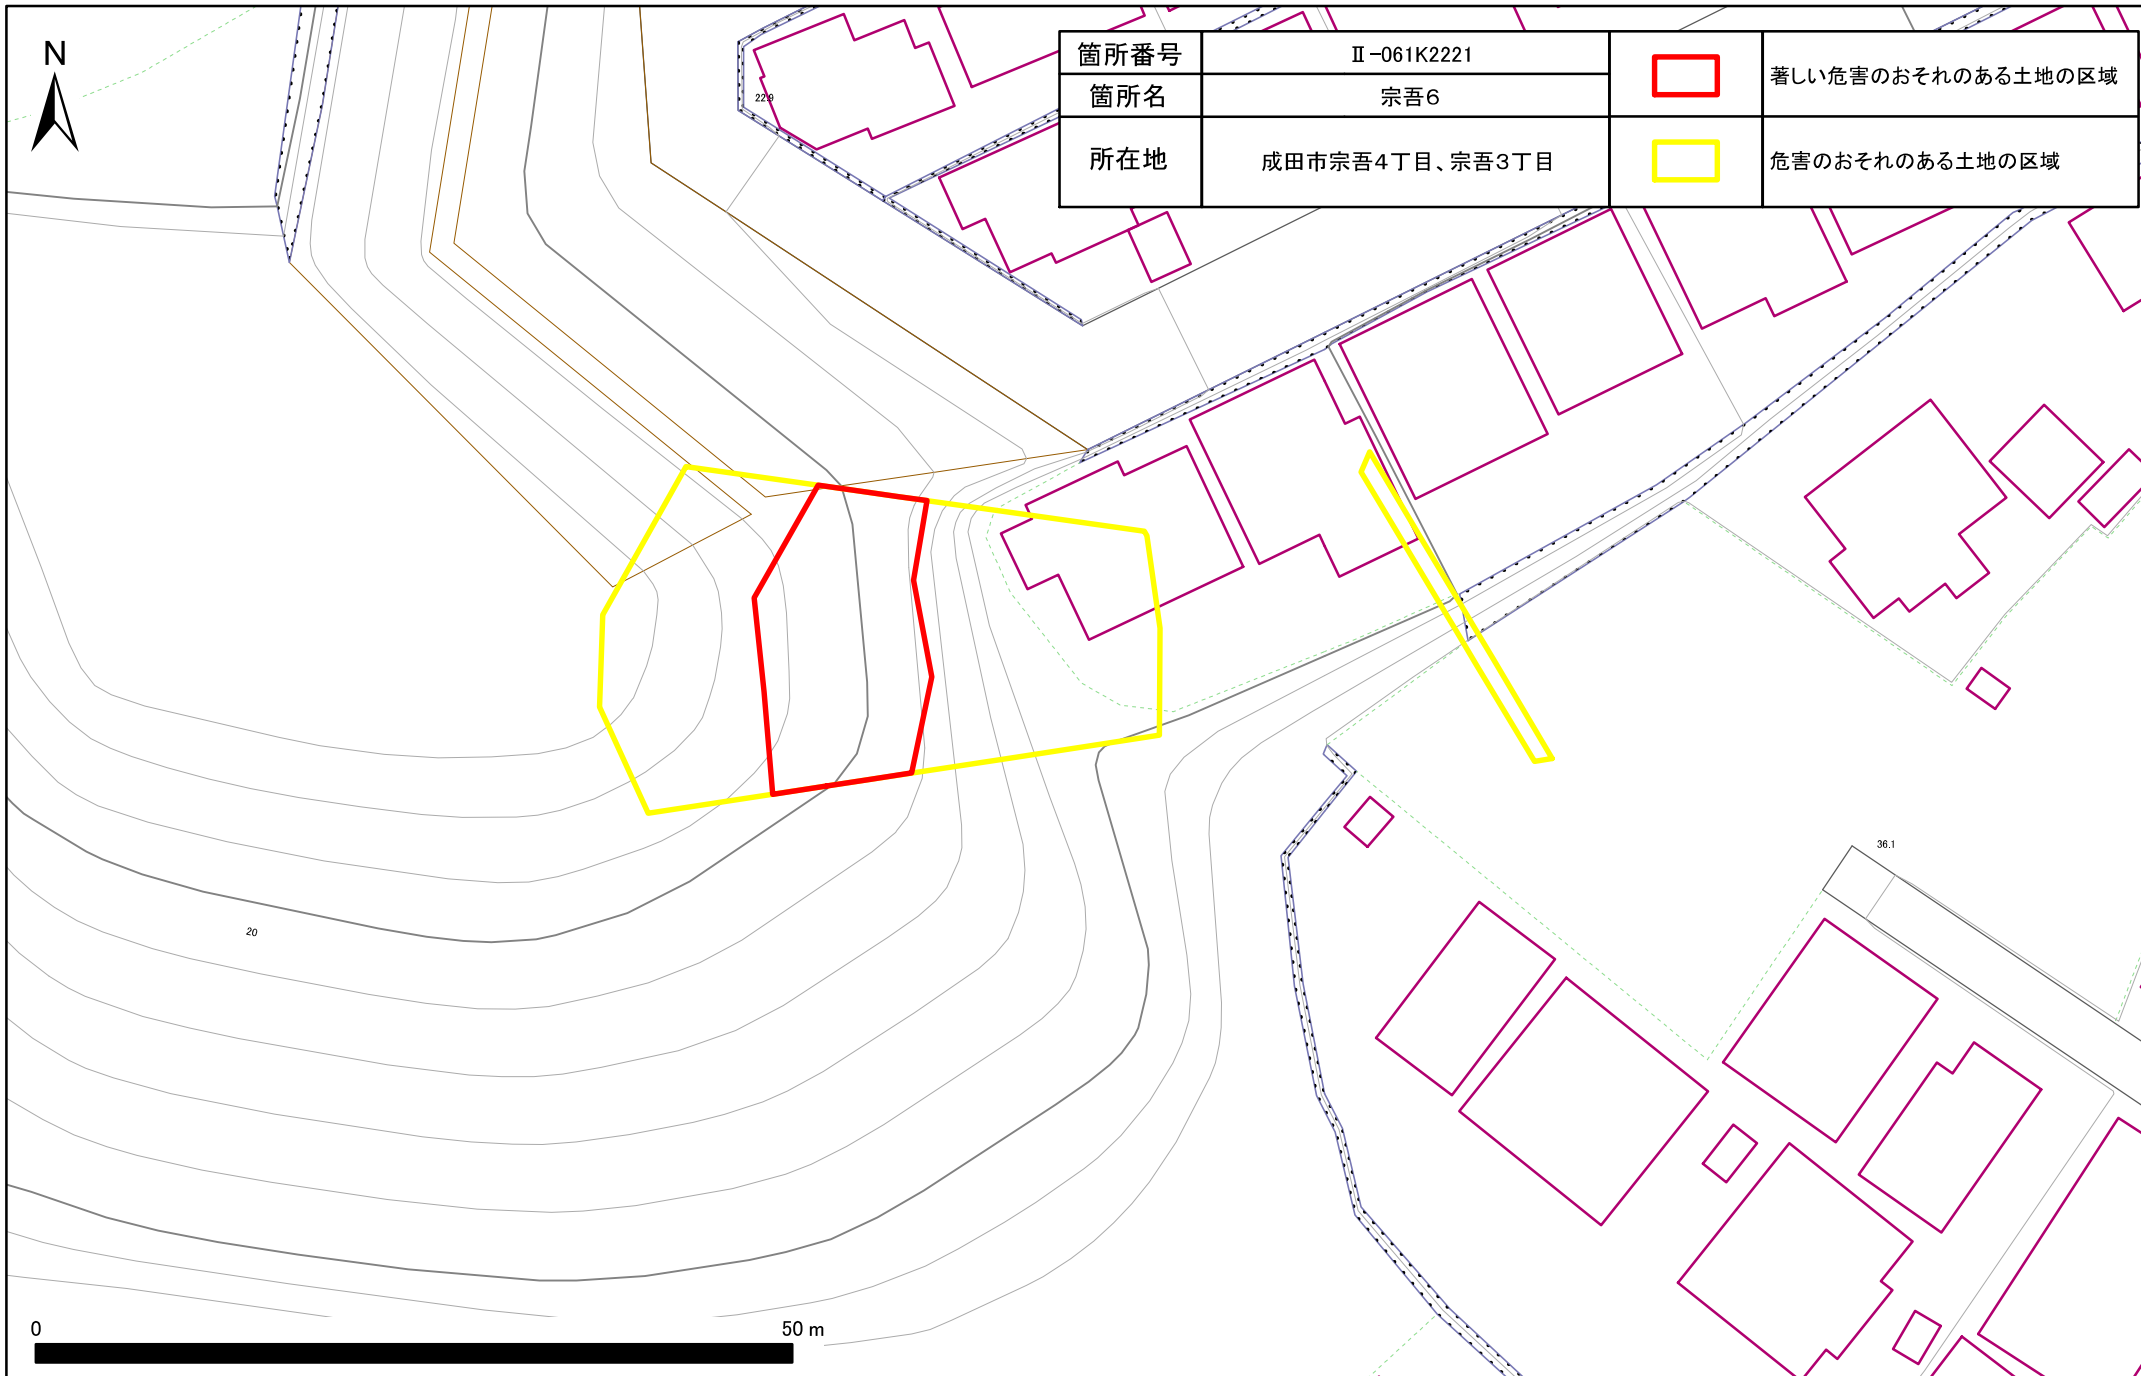 N
箇所番号 Ⅱ-061K2221
箇所名 宗吾6
所在地 成田市宗吾4丁目、宗吾3丁目
著しい危害のおそれのある土地の区域
危害のおそれのある土地の区域
22.9
36.1
20
0 50 m